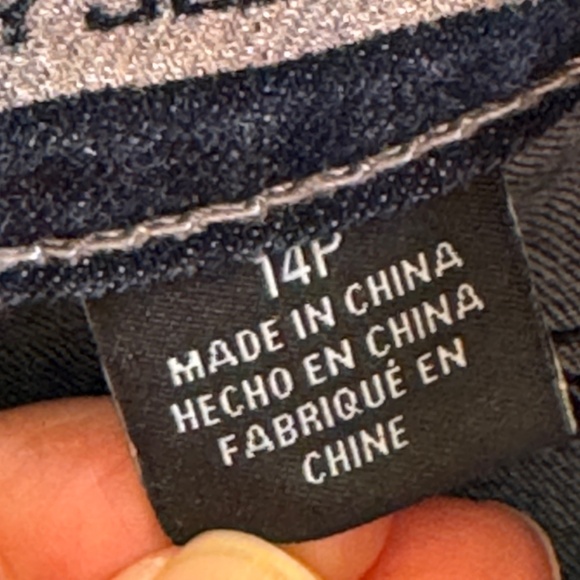 14P
MADE IN CHINA
HECHO EN CHINA
FABRIQUÉ EN
CHINE